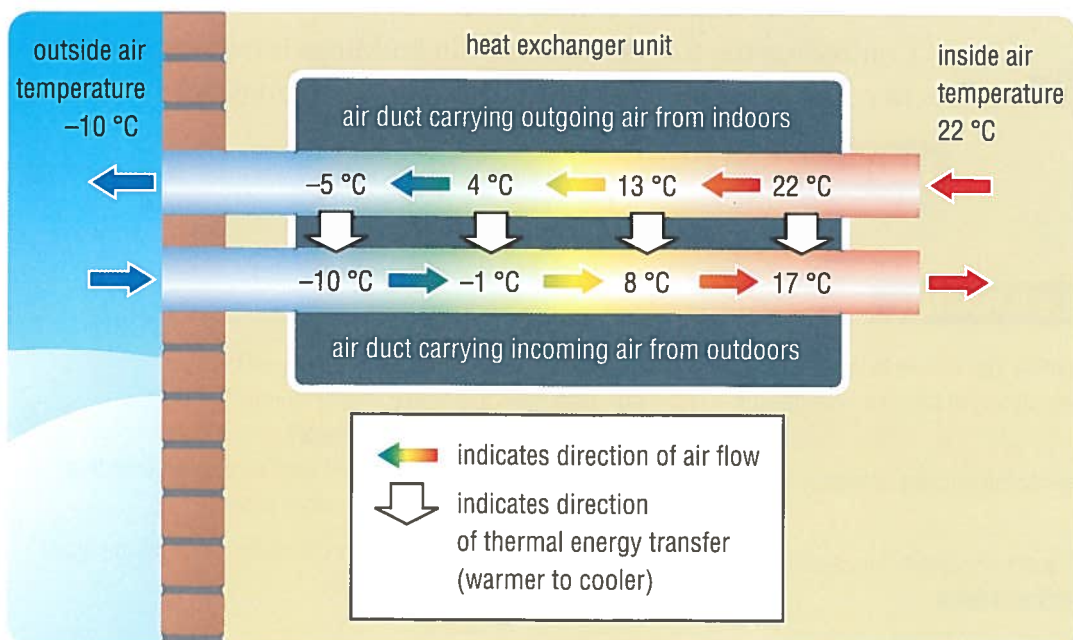 outside air
temperature
–10 °C
heat exchanger unit
inside air
temperature
22 °C
air duct carrying outgoing air from indoors
–5 °C 4 °C 13 °C 22 °C
–10 °C –1 °C 8 °C 17 °C
air duct carrying incoming air from outdoors
indicates direction of air flow
indicates direction
of thermal energy transfer
(warmer to cooler)